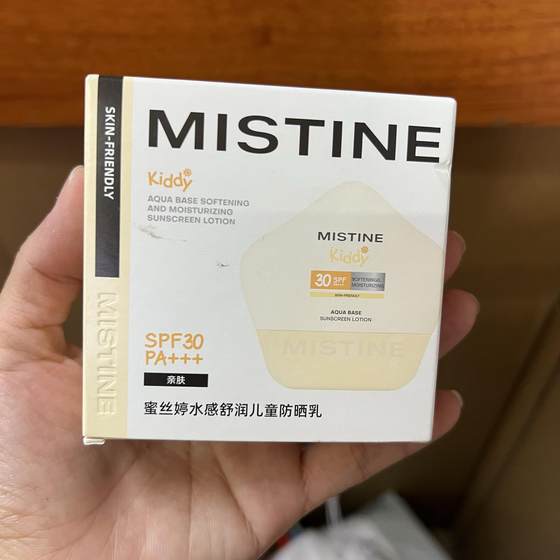 SKIN-FRIENDLY
MISTINE
MISTINE
Kiddy
AQUA BASE SOFTENING
AND MOISTURIZING
SUNSCREEN LOTION
MISTINE
Kiddy
30 SPF
SOFTENING&
MOISTURIZING
SKIN-FRIENDLY
AQUA BASE
SUNSCREEN LOTION
MISTINE
SPF30
PA+++
亲肤
蜜丝婷水感舒润儿童防晒乳